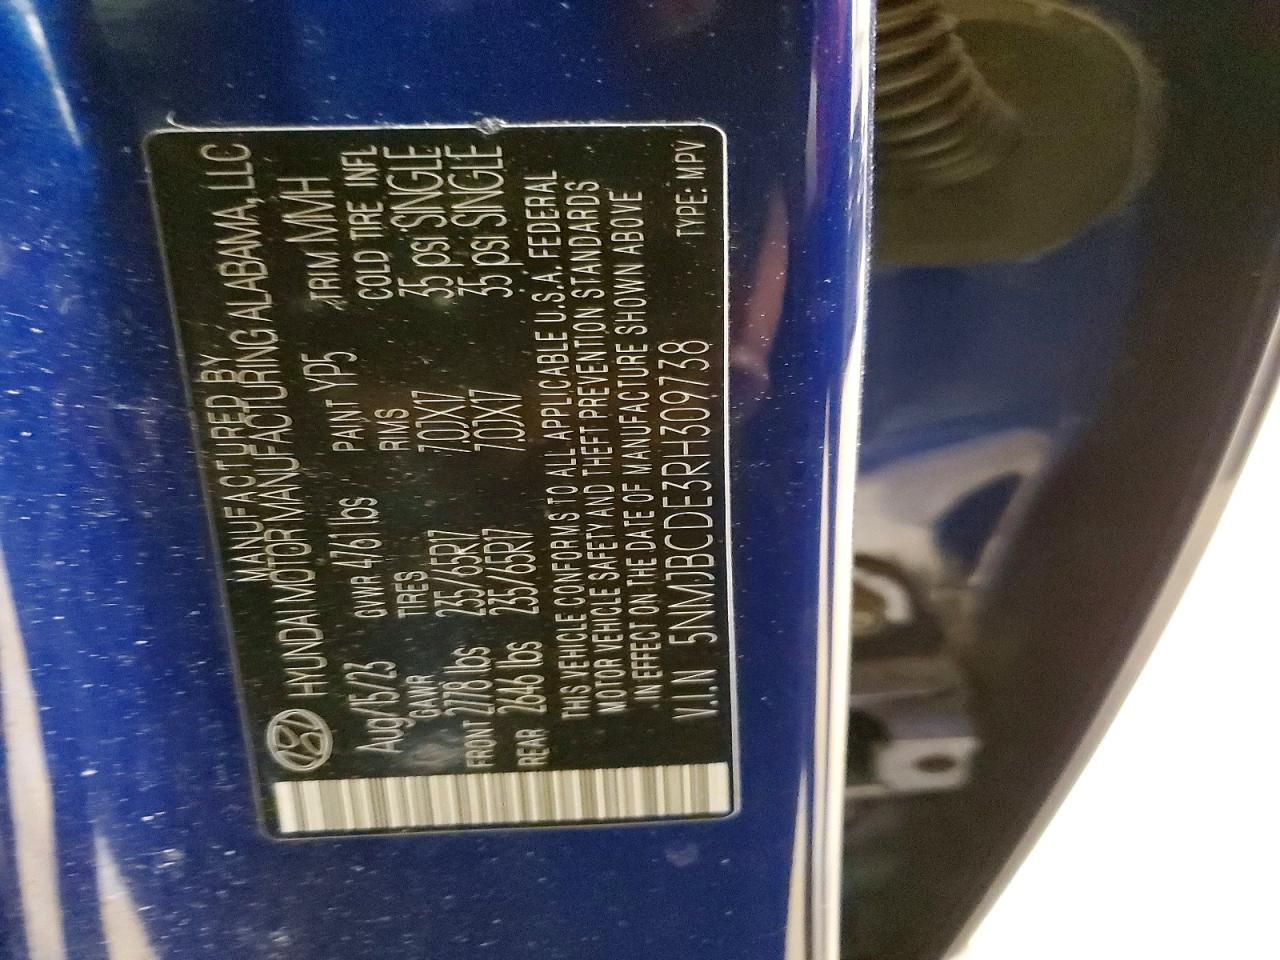 MANUFACTURED BY
HYUNDAI MOTOR MANUFACTURING ALABAMA, LLC
Aug/15/23 GVWR 4761 lbs PAINT YP5 TRIM MMH
GAWR TIRES RIMS COLD TIRE INFL
FRONT 2778 lbs 235/65R17 7.0JX17 35 psi SINGLE
REAR 2646 lbs 235/65R17 7.0JX17 35 psi SINGLE
THIS VEHICLE CONFORMS TO ALL APPLICABLE U.S.A. FEDERAL
MOTOR VEHICLE SAFETY AND THEFT PREVENTION STANDARDS
IN EFFECT ON THE DATE OF MANUFACTURE SHOWN ABOVE
V.I.N 5NMJBCDE3RH309738 TYPE: MPV